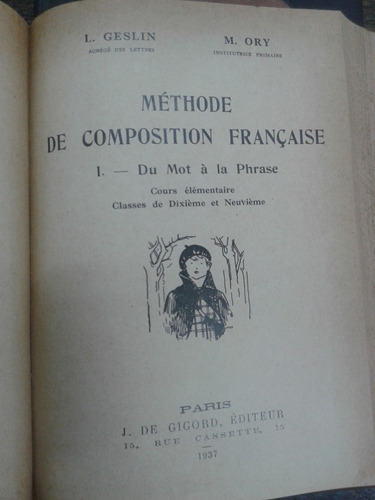 L. GESLIN M. ORY
AGRÉGÉ DES LETTRES INSTITUTRICE PRIMAIRE
MÉTHODE
DE COMPOSITION FRANÇAISE
I. — Du Mot à la Phrase
Cours élémentaire
Classes de Dixième et Neuvième
PARIS
J. DE GIGORD, ÉDITEUR
15, RUE CASSETTE, 15
1937